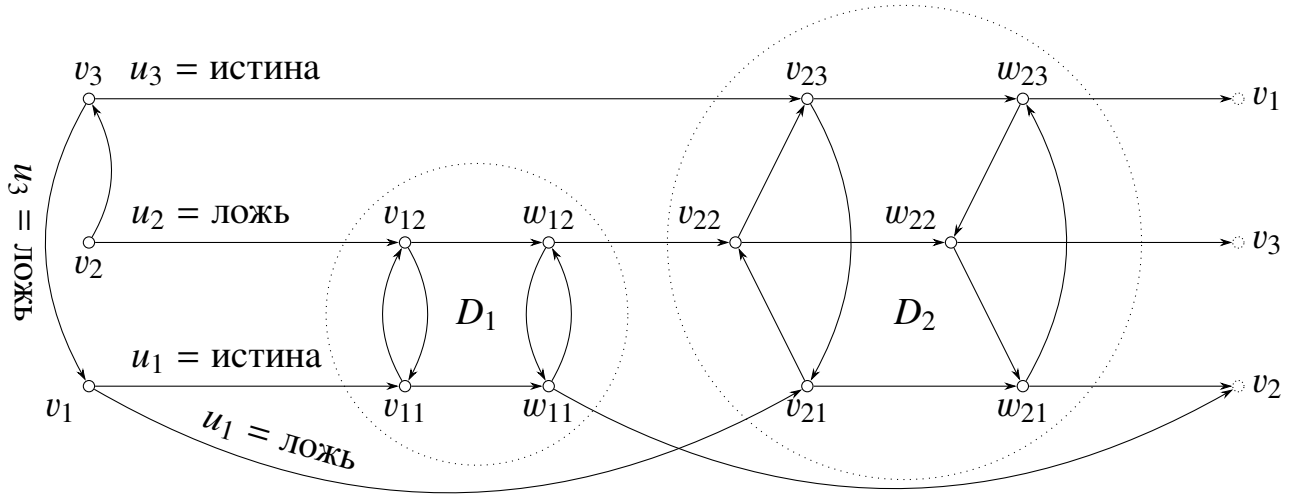 v₃ u₃ = истина v₂₃ w₂₃ v₁
u₃ = ложь
u₂ = ложь v₁₂ w₁₂ v₂₂ w₂₂ v₃
v₂
D₁ D₂
u₁ = истина
v₁ v₁₁ w₁₁ v₂₁ w₂₁ v₂
u₁ = ложь